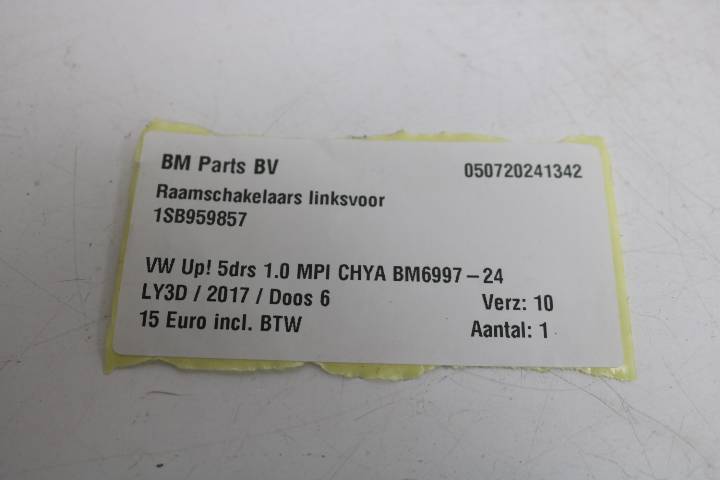 BM Parts BV 050720241342
Raamschakelaars linksvoor
1SB959857
VW Up! 5drs 1.0 MPI CHYA BM6997-24
LY3D / 2017 / Doos 6 Verz: 10
15 Euro incl. BTW Aantal: 1